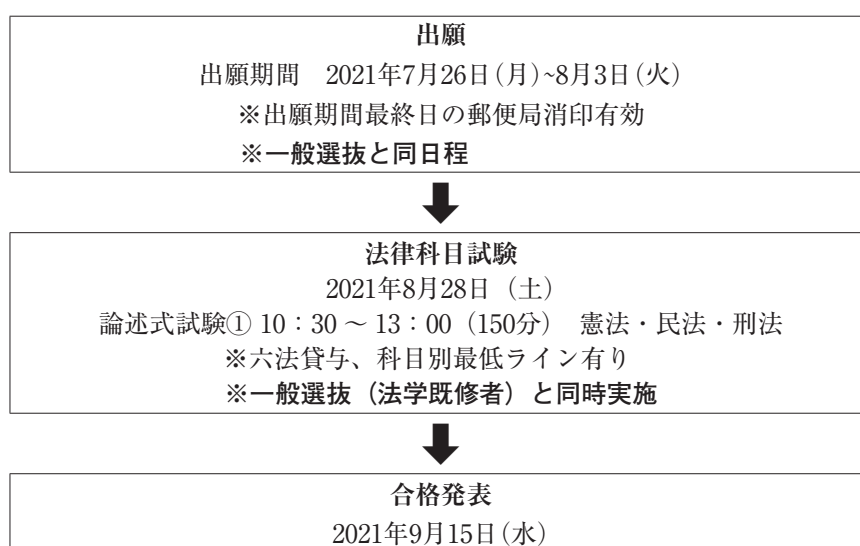 出願
出願期間　2021年7月26日(月)~8月3日(火)
※出願期間最終日の郵便局消印有効
※一般選抜と同日程
法律科目試験
2021年8月28日（土）
論述式試験① 10：30 ～ 13：00（150分）　憲法・民法・刑法
※六法貸与、科目別最低ライン有り
※一般選抜（法学既修者）と同時実施
合格発表
2021年9月15日(水)